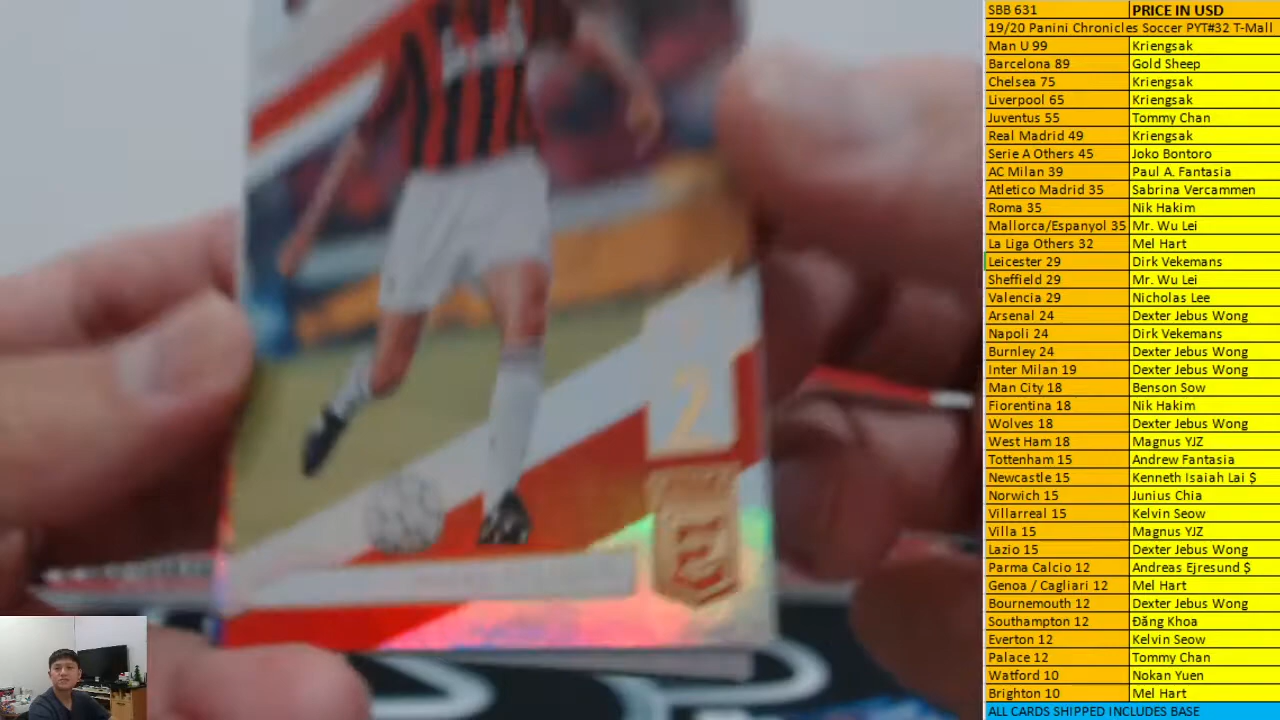 SBB 631 PRICE IN USD
19/20 Panini Chronicles Soccer PYT#32 T-Mall
Man U 99 Kriengsak
Barcelona 89 Gold Sheep
Chelsea 75 Kriengsak
Liverpool 65 Kriengsak
Juventus 55 Tommy Chan
Real Madrid 49 Kriengsak
Serie A Others 45 Joko Bontoro
AC Milan 39 Paul A. Fantasia
Atletico Madrid 35 Sabrina Vercammen
Roma 35 Nik Hakim
Mallorca/Espanyol 35 Mr. Wu Lei
La Liga Others 32 Mel Hart
Leicester 29 Dirk Vekemans
Sheffield 29 Mr. Wu Lei
Valencia 29 Nicholas Lee
Arsenal 24 Dexter Jebus Wong
Napoli 24 Dirk Vekemans
Burnley 24 Dexter Jebus Wong
Inter Milan 19 Dexter Jebus Wong
Man City 18 Benson Sow
Fiorentina 18 Nik Hakim
Wolves 18 Dexter Jebus Wong
West Ham 18 Magnus YJZ
Tottenham 15 Andrew Fantasia
Newcastle 15 Kenneth Isaiah Lai $
Norwich 15 Junius Chia
Villarreal 15 Kelvin Seow
Villa 15 Magnus YJZ
Lazio 15 Dexter Jebus Wong
Parma Calcio 12 Andreas Ejresund $
Genoa / Cagliari 12 Mel Hart
Bournemouth 12 Dexter Jebus Wong
Southampton 12 Đăng Khoa
Everton 12 Kelvin Seow
Palace 12 Tommy Chan
Watford 10 Nokan Yuen
Brighton 10 Mel Hart
ALL CARDS SHIPPED INCLUDES BASE
2